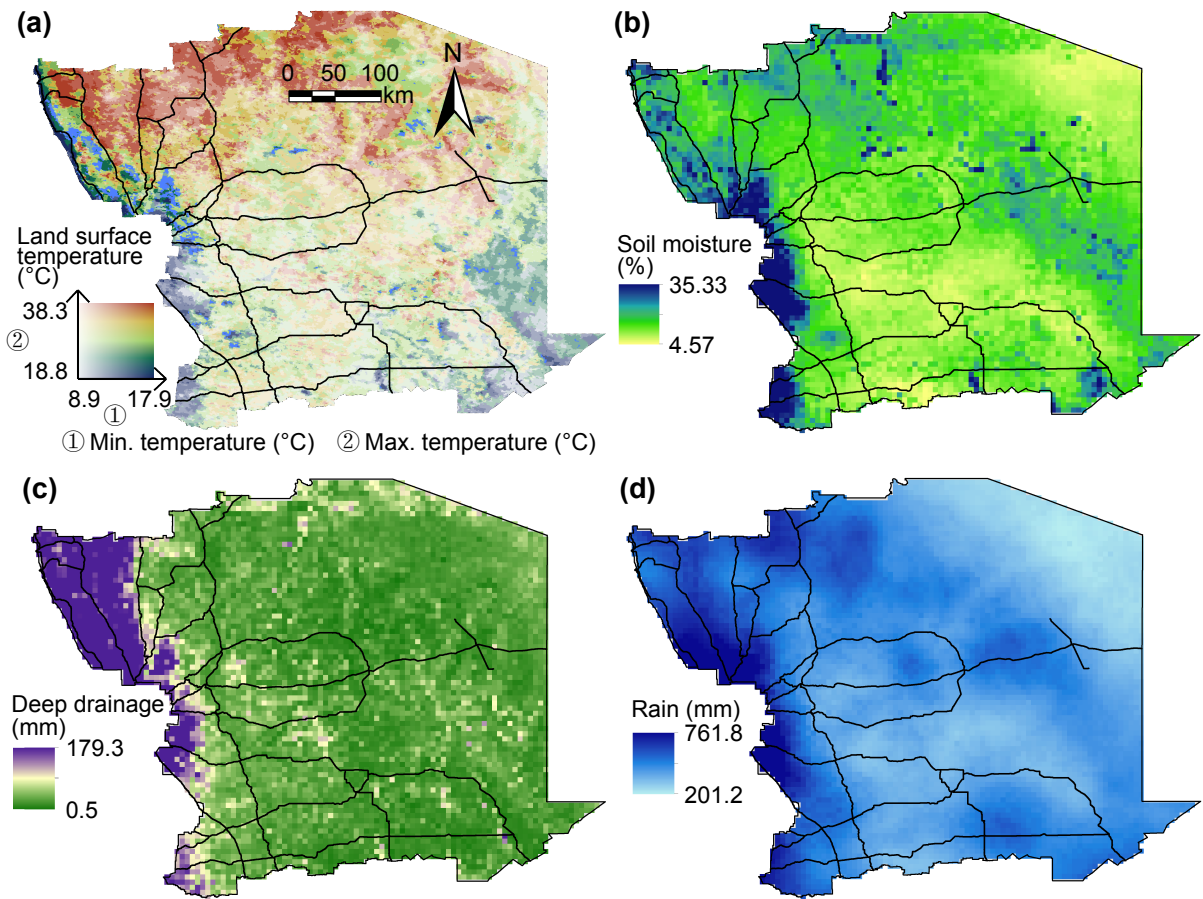 (a)
N
0 50 100
km
Land surface
temperature
(°C)
38.3
②
18.8
8.9 17.9
①
① Min. temperature (°C) ② Max. temperature (°C)
(b)
Soil moisture
(%)
35.33
4.57
(c)
Deep drainage
(mm)
179.3
0.5
(d)
Rain (mm)
761.8
201.2